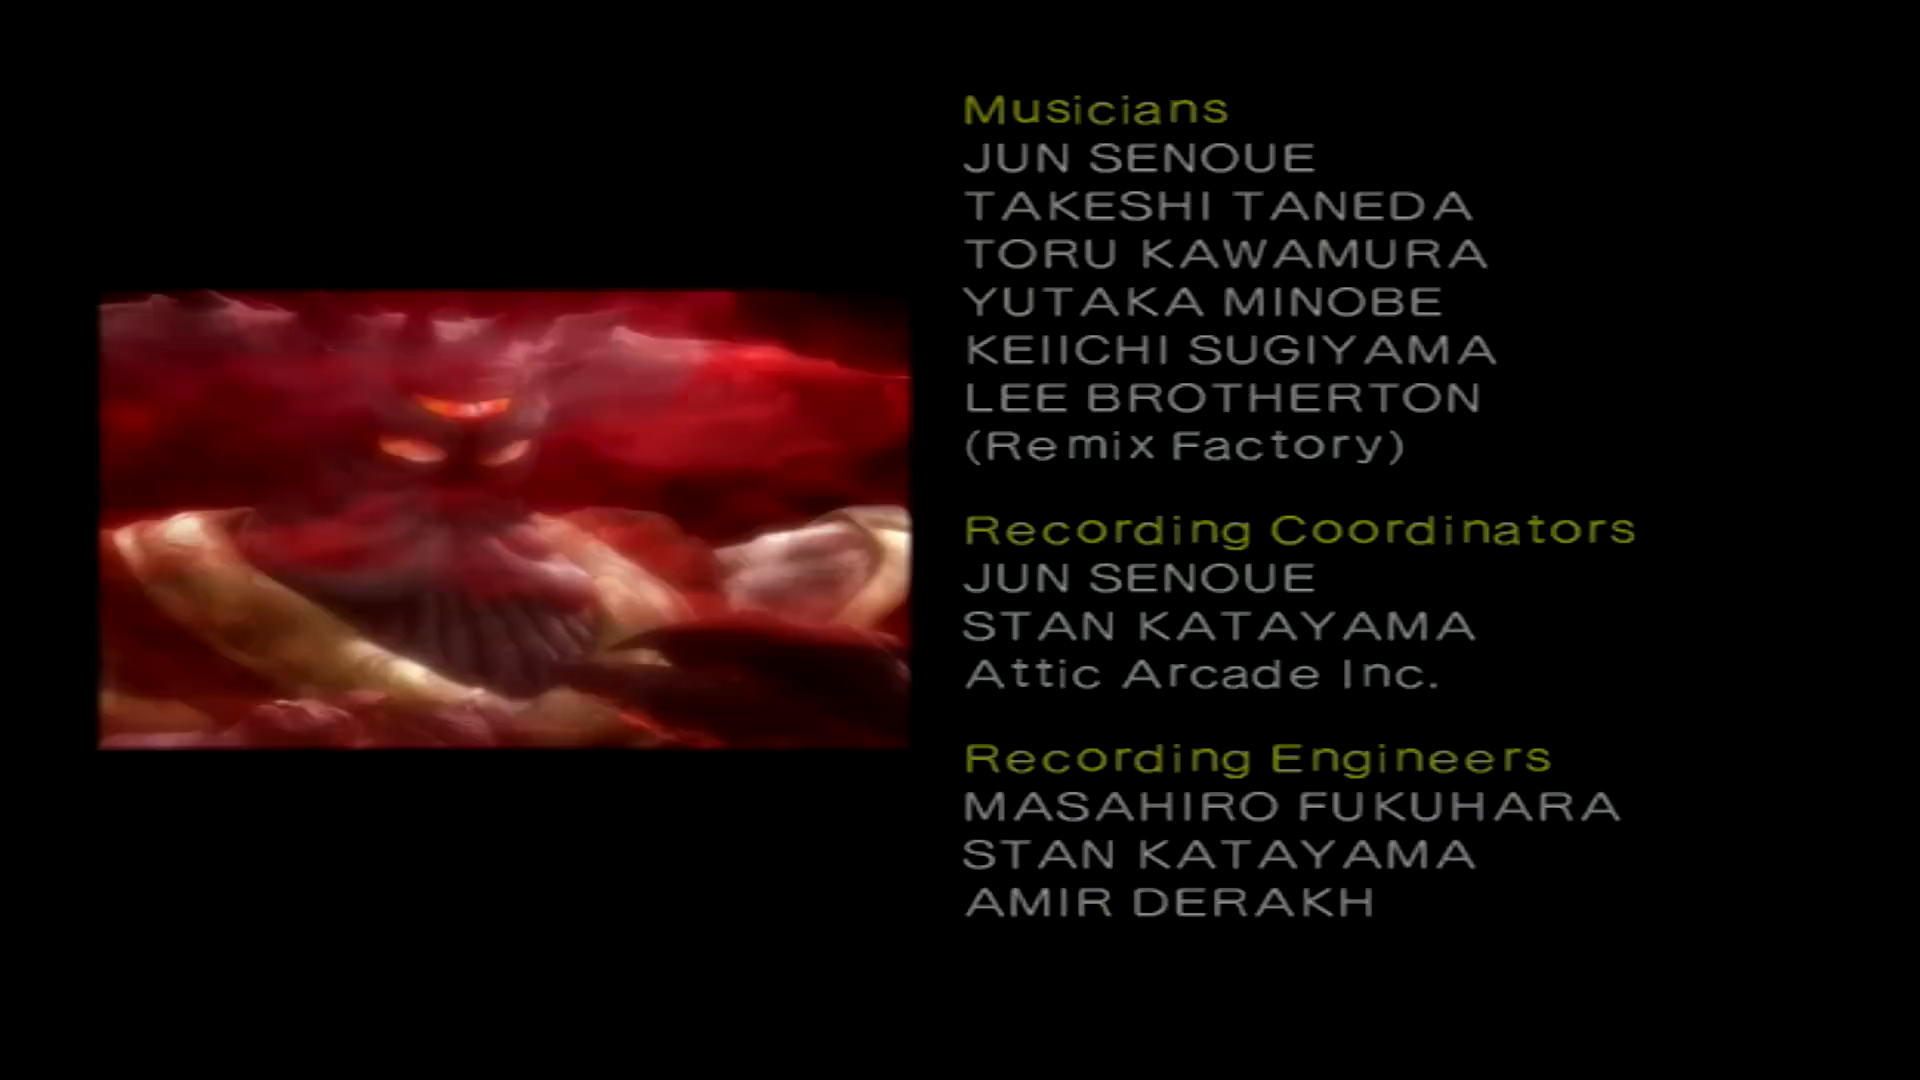 Musicians
JUN SENOUE
TAKESHI TANEDA
TORU KAWAMURA
YUTAKA MINOBE
KEIICHI SUGIYAMA
LEE BROTHERTON
(Remix Factory)
Recording Coordinators
JUN SENOUE
STAN KATAYAMA
Attic Arcade Inc.
Recording Engineers
MASAHIRO FUKUHARA
STAN KATAYAMA
AMIR DERAKH